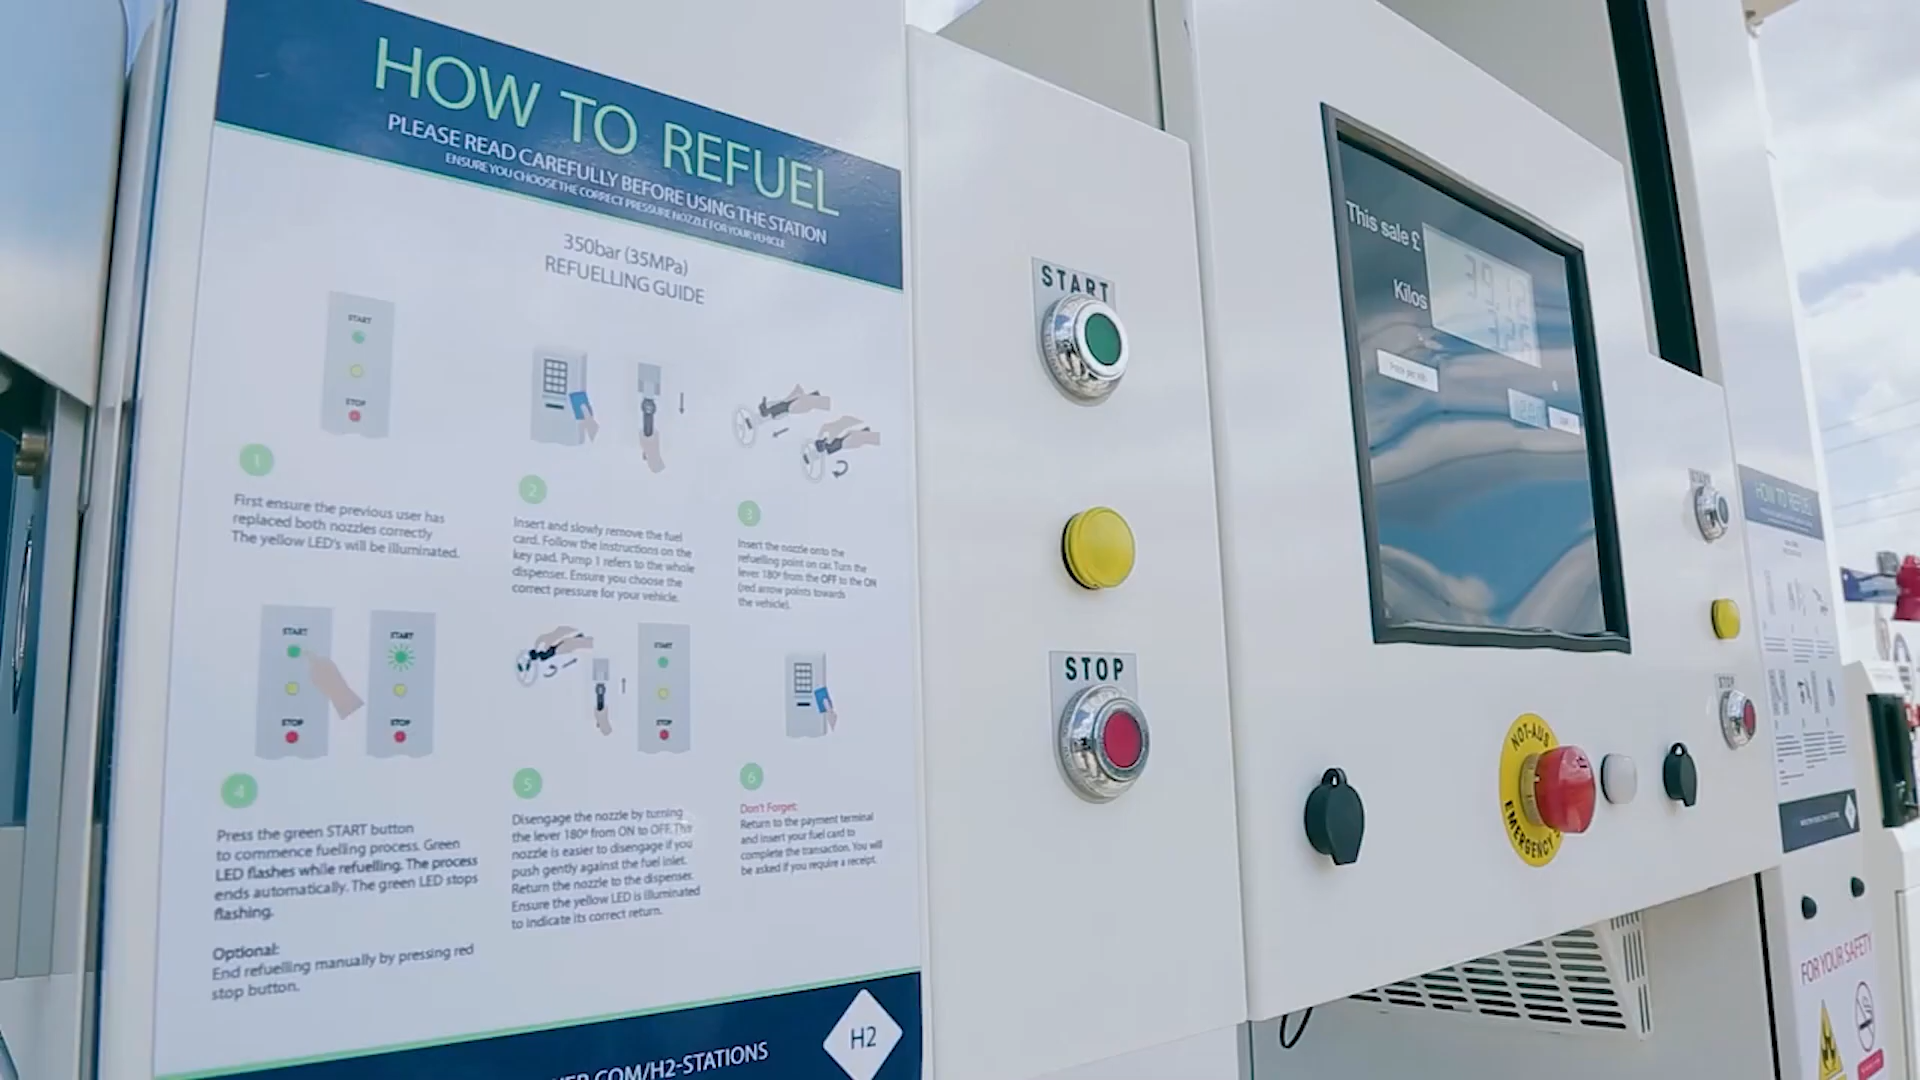 HOW TO REFUEL
PLEASE READ CAREFULLY BEFORE USING THE STATION
ENSURE YOU CHOOSE THE CORRECT PRESSURE NOZZLE FOR YOUR VEHICLE
350bar (35MPa)
REFUELLING GUIDE
START
STOP
1
First ensure the previous user has
replaced both nozzles correctly
The yellow LED's will be illuminated.
2
Insert and slowly remove the fuel
card. Follow the instructions on the
key pad. Pump 1 refers to the whole
dispenser. Ensure you choose the
correct pressure for your vehicle.
3
Insert the nozzle onto the
refuelling point on car. Turn the
lever 180º from the OFF to the ON
(red arrow points towards
the vehicle).
START
STOP
START
STOP
4
Press the green START button
to commence fuelling process. Green
LED flashes while refuelling. The process
ends automatically. The green LED stops
flashing.
Optional:
End refuelling manually by pressing red
stop button.
START
STOP
5
Disengage the nozzle by turning
the lever 180º from ON to OFF. The
nozzle is easier to disengage if you
push gently against the fuel inlet.
Return the nozzle to the dispenser.
Ensure the yellow LED is illuminated
to indicate its correct return.
6
Don't Forget:
Return to the payment terminal
and insert your fuel card to
complete the transaction. You will
be asked if you require a receipt.
.COM/H2-STATIONS
H2
START
STOP
This sale £
Kilos
NOT-AUS
EMERGENCY
START
STOP
HOW TO REFUEL
FOR YOUR SAFETY